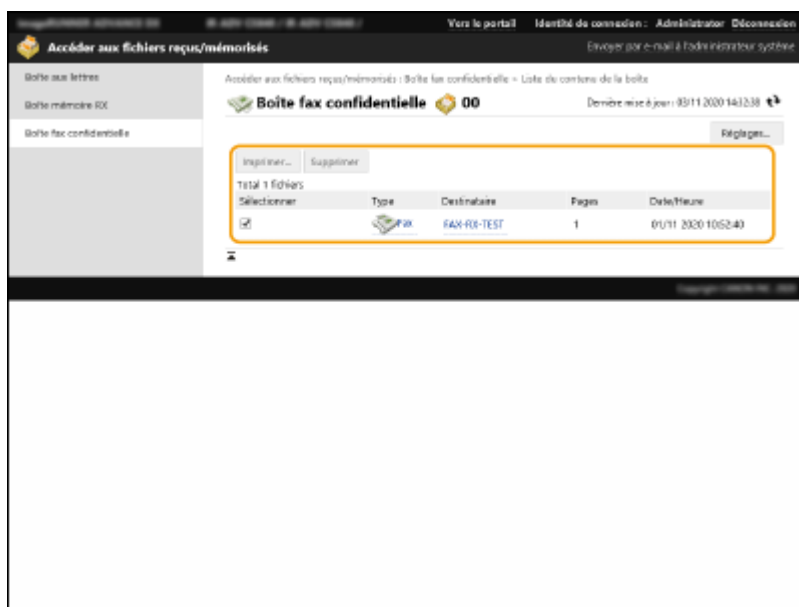 Vers le portail Identité de connexion : Administrator Déconnexion
Accéder aux fichiers reçus/mémorisés Envoyer par e-mail à l'administrateur système
Boîte aux lettres
Boîte mémoire RX
Boîte fax confidentielle
Accéder aux fichiers reçus/mémorisés : Boîte fax confidentielle > Liste du contenu de la boîte
Boîte fax confidentielle 00 Dernière mise à jour : 03/11 2020 14:12:38
Réglages...
Imprimer... Supprimer
Total 1 fichiers
Sélectionner Type Destinataire Pages Date/Heure
Fax FAX-RX-TEST 1 01/11 2020 10:52:40
Copyright CANON INC. 2020